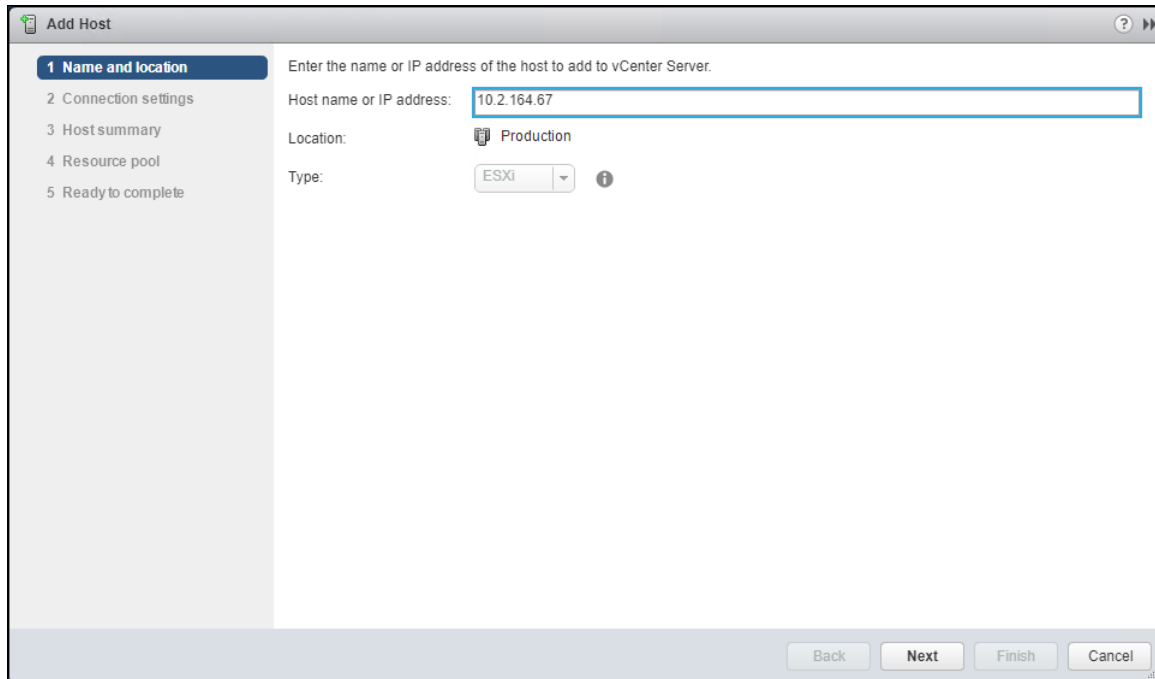 Add Host
?
1 Name and location
2 Connection settings
3 Host summary
4 Resource pool
5 Ready to complete
Enter the name or IP address of the host to add to vCenter Server.
Host name or IP address: 10.2.164.67
Location: Production
Type: ESXi
Back Next Finish Cancel